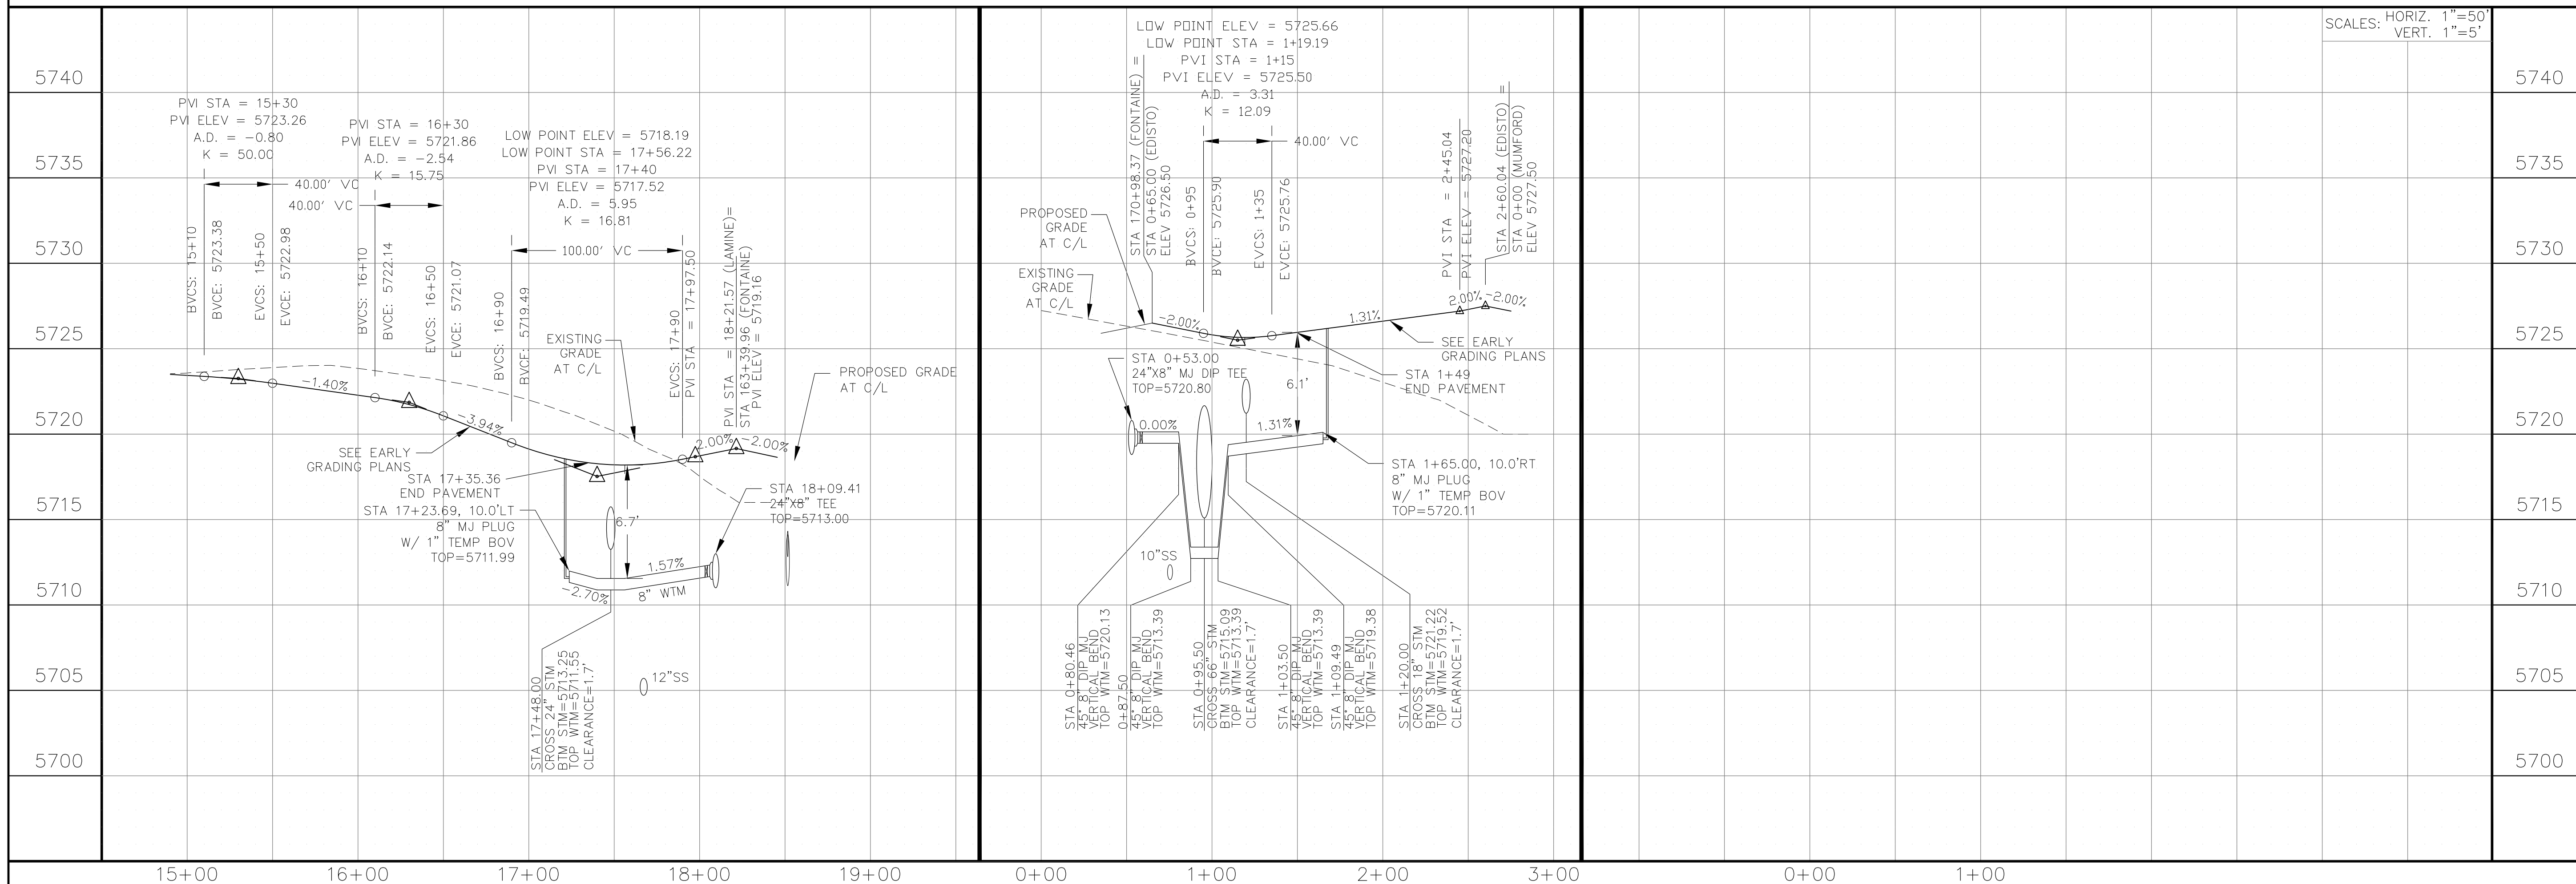 SCALES: HORIZ. 1"=50'
VERT. 1"=5'
5740
5735
5730
5725
5720
5715
5710
5705
5700
PVI STA = 15+30
PVI ELEV = 5723.26
A.D. = -0.80
K = 50.00
40.00' VC
BVCS: 15+10
BVCE: 5723.38
EVCS: 15+50
EVCE: 5722.98
PVI STA = 16+30
PVI ELEV = 5721.86
A.D. = -2.54
K = 15.75
40.00' VC
BVCS: 16+10
BVCE: 5722.14
EVCS: 16+50
EVCE: 5721.07
LOW POINT ELEV = 5718.19
LOW POINT STA = 17+56.22
PVI STA = 17+40
PVI ELEV = 5717.52
A.D. = 5.95
K = 16.81
100.00' VC
BVCS: 16+90
BVCE: 5719.49
EVCS: 17+90
PVI STA = 17+97.50
PVI STA = 18+21.57 (LAMINE)=
STA 163+39.96 (FONTAINE)
PVI ELEV = 5719.16
EXISTING
GRADE
AT C/L
PROPOSED GRADE
AT C/L
-1.40%
-3.94%
2.00%
-2.00%
SEE EARLY
GRADING PLANS
STA 17+35.36
END PAVEMENT
STA 17+23.69, 10.0'LT
8" MJ PLUG
W/ 1" TEMP BOV
TOP=5711.99
6.7'
STA 18+09.41
24"X8" TEE
TOP=5713.00
1.57%
-2.70%
8" WTM
STA 17+48.00
CROSS 24" STM
BTM STM=5713.25
TOP WTM=5711.55
CLEARANCE=1.7'
12"SS
LOW POINT ELEV = 5725.66
LOW POINT STA = 1+19.19
PVI STA = 1+15
PVI ELEV = 5725.50
A.D. = 3.31
K = 12.09
40.00' VC
STA 170+98.37 (FONTAINE) =
STA 0+65.00 (EDISTO)
ELEV 5726.50
BVCS: 0+95
BVCE: 5725.90
EVCS: 1+35
EVCE: 5725.76
PVI STA = 2+45.04
PVI ELEV = 5727.20
STA 2+60.04 (EDISTO) =
STA 0+00 (MUMFORD)
ELEV 5727.50
PROPOSED
GRADE
AT C/L
EXISTING
GRADE
AT C/L
-2.00%
1.31%
2.00%
-2.00%
SEE EARLY
GRADING PLANS
STA 1+49
END PAVEMENT
STA 0+53.00
24"X8" MJ DIP TEE
TOP=5720.80
0.00%
6.1'
1.31%
STA 1+65.00, 10.0'RT
8" MJ PLUG
W/ 1" TEMP BOV
TOP=5720.11
10"SS
STA 0+80.46
45° 8" DIP MJ
VERTICAL BEND
TOP WTM=5720.13
0+87.50
45° 8" DIP MJ
VERTICAL BEND
TOP WTM=5713.39
STA 0+95.50
CROSS 66" STM
BTM STM=5715.09
TOP WTM=5713.39
CLEARANCE=1.7'
STA 1+03.50
45° 8" DIP MJ
VERTICAL BEND
TOP WTM=5713.39
STA 1+09.49
45° 8" DIP MJ
VERTICAL BEND
TOP WTM=5719.38
STA 1+20.00
CROSS 18" STM
BTM STM=5721.22
TOP WTM=5719.52
CLEARANCE=1.7'
5740
5735
5730
5725
5720
5715
5710
5705
5700
15+00 16+00 17+00 18+00 19+00 0+00 1+00 2+00 3+00 0+00 1+00